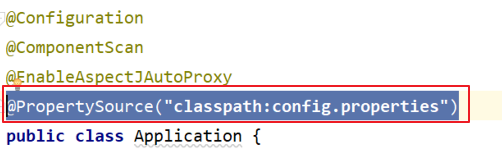 @Configuration
@ComponentScan
@EnableAspectJAutoProxy
@PropertySource("classpath:config.properties")
public class Application {